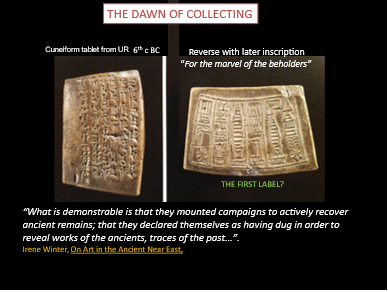 THE DAWN OF COLLECTING
Cuneiform tablet from UR 6th c BC
Reverse with later inscription
"For the marvel of the beholders"
THE FIRST LABEL?
"What is demonstrable is that they mounted campaigns to actively recover
ancient remains; that they declared themselves as having dug in order to
reveal works of the ancients, traces of the past...".
Irene Winter, On Art in the Ancient Near East,